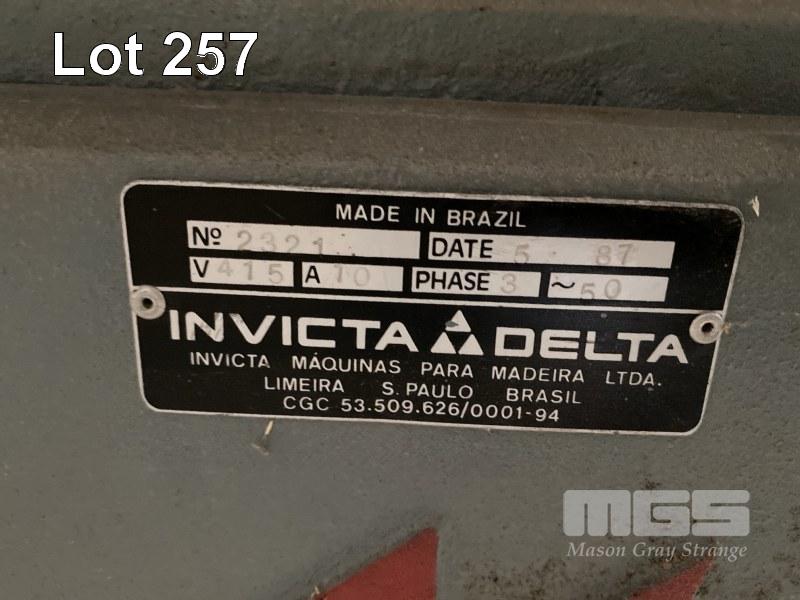 Lot 257
MADE IN BRAZIL
Nº 2321 DATE 5 87
V 415 A 10 PHASE 3 ~ 50
INVICTA DELTA
INVICTA MÁQUINAS PARA MADEIRA LTDA.
LIMEIRA S. PAULO BRASIL
CGC 53.509.626/0001-94
MGS
Mason Gray Strange